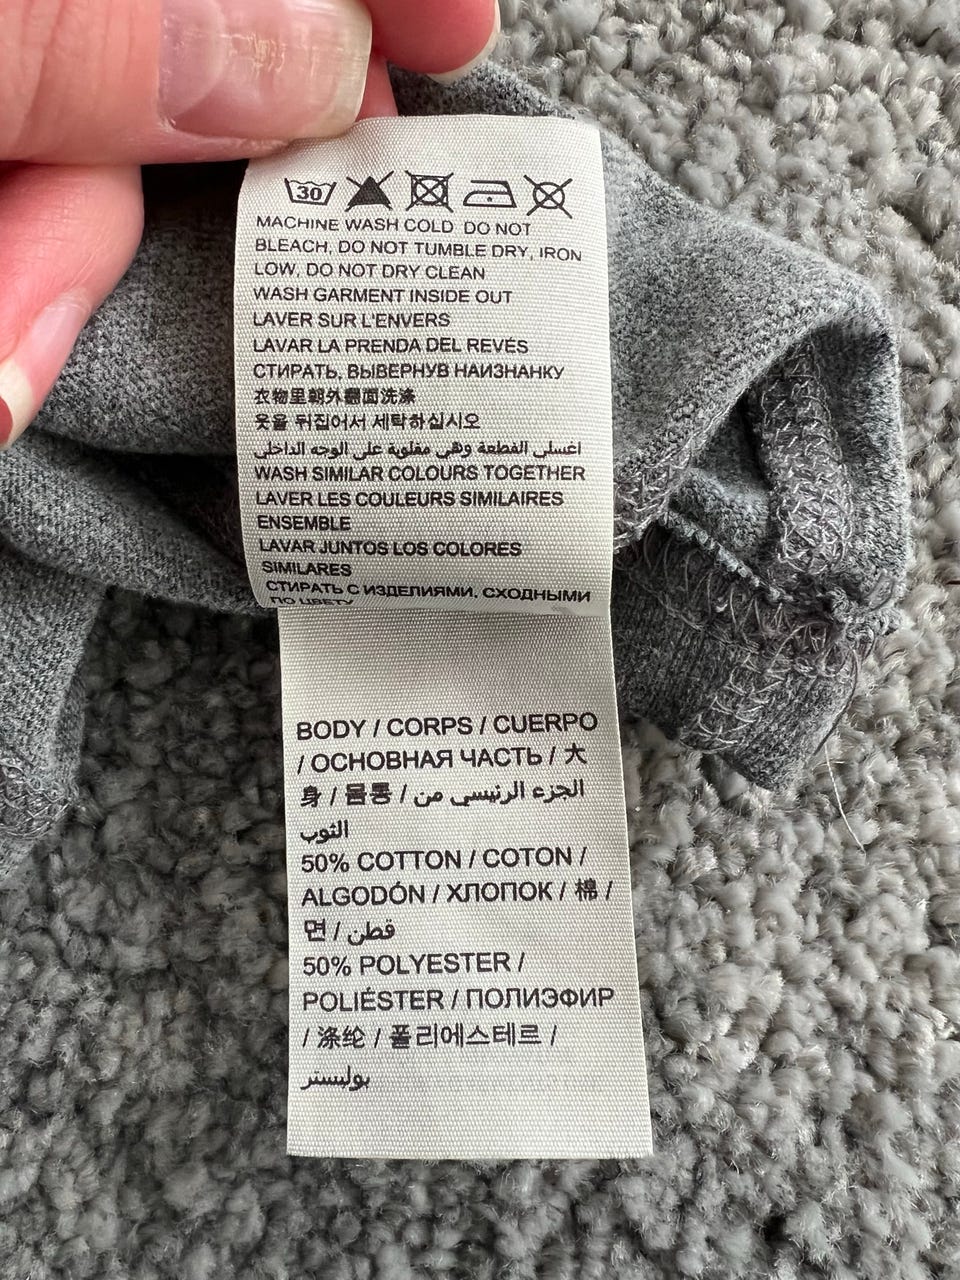 30
MACHINE WASH COLD DO NOT
BLEACH, DO NOT TUMBLE DRY, IRON
LOW, DO NOT DRY CLEAN
WASH GARMENT INSIDE OUT
LAVER SUR L'ENVERS
LAVAR LA PRENDA DEL REVÉS
СТИРАТЬ, ВЫВЕРНУВ НАИЗНАНКУ
衣物里朝外翻面洗涤
옷을 뒤집어서 세탁하십시오
اغسلي القطعة وهي مقلوبة على الوجه الداخلي
WASH SIMILAR COLOURS TOGETHER
LAVER LES COULEURS SIMILAIRES
ENSEMBLE
LAVAR JUNTOS LOS COLORES
SIMILARES
СТИРАТЬ С ИЗДЕЛИЯМИ, СХОДНЫМИ
ПО ЦВЕТУ
BODY / CORPS / CUERPO
/ ОСНОВНАЯ ЧАСТЬ / 大
身 / 몸통 / الجزء الرئيسي من
الثوب
50% COTTON / COTON /
ALGODÓN / ХЛОПОК / 棉 /
면 / قطن
50% POLYESTER /
POLIÉSTER / ПОЛИЭФИР
/ 涤纶 / 폴리에스테르 /
بوليستر